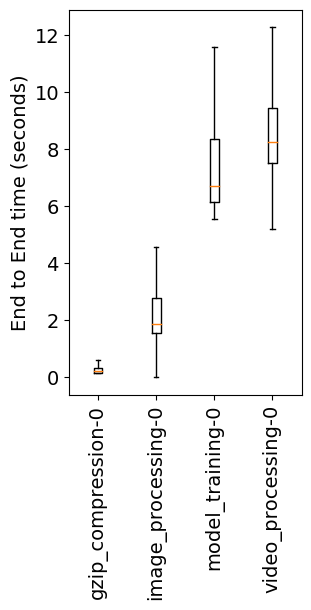 End to End time (seconds)
12
10
8
6
4
2
0
gzip_compression-0
image_processing-0
model_training-0
video_processing-0